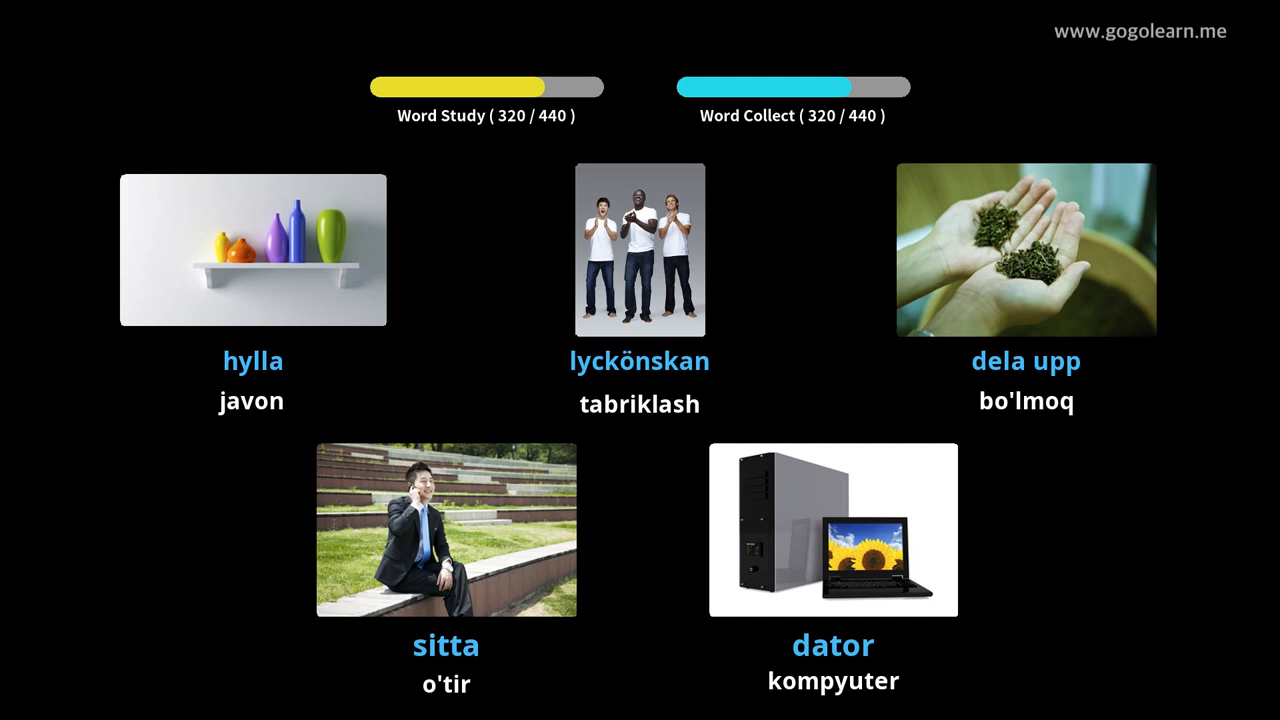 www.gogolearn.me
Word Study ( 320 / 440 )
Word Collect ( 320 / 440 )
hylla
javon
lyckönskan
tabriklash
dela upp
bo'lmoq
sitta
o'tir
dator
kompyuter